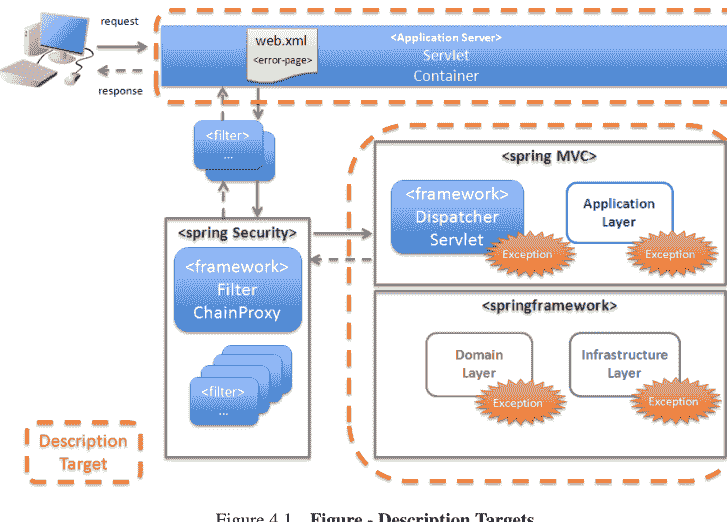 request
response
web.xml
<error-page>
<Application Server>
Servlet
Container
<filter>
...
<spring MVC>
<framework>
Dispatcher
Servlet
Exception
Application
Layer
Exception
<spring Security>
<framework>
Filter
ChainProxy
<filter>
...
<springframework>
Domain
Layer
Exception
Infrastructure
Layer
Exception
Description
Target
Figure 4.1 Figure - Description Targets